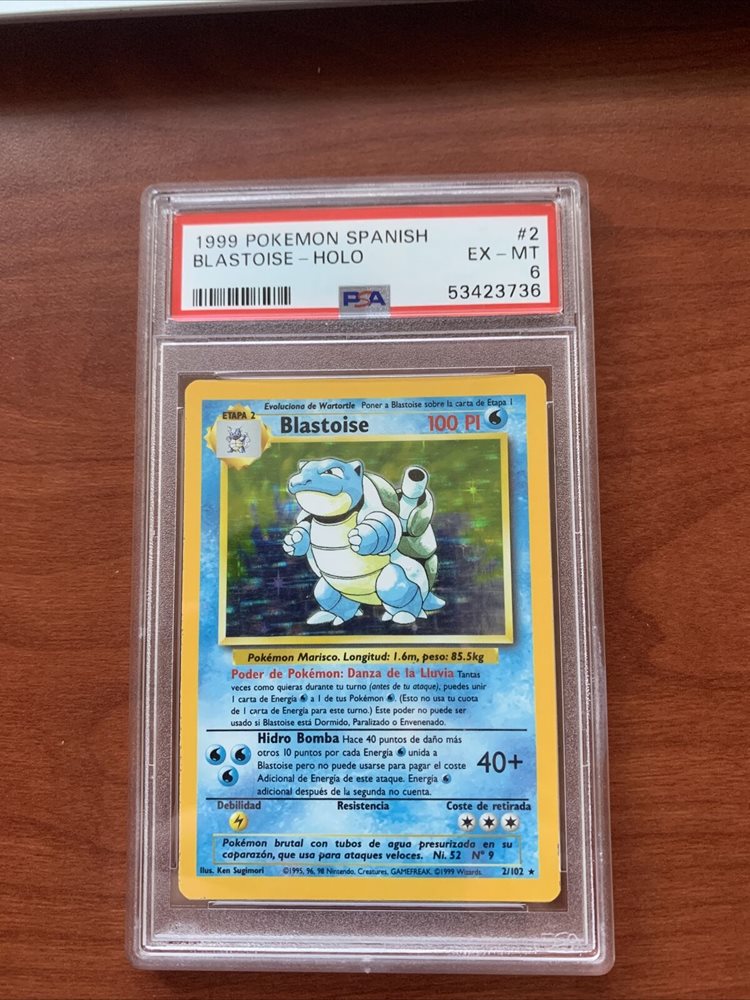 1999 POKEMON SPANISH #2
BLASTOISE – HOLO EX – MT
6
PSA 53423736
Evoluciona de Wartortle Poner a Blastoise sobre la carta de Etapa 1
ETAPA 2
Blastoise 100 PI
Pokémon Marisco. Longitud: 1.6m, peso: 85.5kg
Poder de Pokémon: Danza de la Lluvia Tantas
veces como quieras durante tu turno (antes de tu ataque), puedes unir
1 carta de Energía a 1 de tus Pokémon. (Esto no usa tu cuota
de 1 carta de Energía para este turno.) Este poder no puede ser
usado si Blastoise está Dormido, Paralizado o Envenenado.
Hidro Bomba Hace 40 puntos de daño más
otros 10 puntos por cada Energía unida a
Blastoise pero no puede usarse para pagar el coste
Adicional de Energía de este ataque. Energía
adicional después de la segunda no cuenta.
40+
Debilidad Resistencia Coste de retirada
Pokémon brutal con tubos de agua presurizada en su
caparazón, que usa para ataques veloces. Ni. 52 Nº 9
Ilus. Ken Sugimori ©1995, 96, 98 Nintendo, Creatures, GAMEFREAK. ©1999 Wizards. 2/102 ★